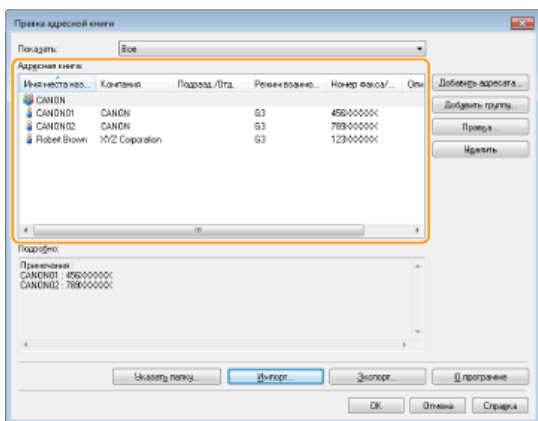 Правка адресной книги
Показать: Все
Адресная книга:
Имя места наз... Компания Подразд./Отд. Режим взаимо... Номер факса/... Опи
CANON
CANON01 CANON G3 456XXXXXX
CANON02 CANON G3 789XXXXXX
Robert Brown XYZ Corporation G3 123XXXXXX
Добавить адресата...
Добавить группу...
Правка...
Удалить
Подробно:
Примечания :
CANON01 : 456XXXXXX
CANON02 : 789XXXXXX
Указать папку... Импорт... Экспорт... О программе
OK Отмена Справка